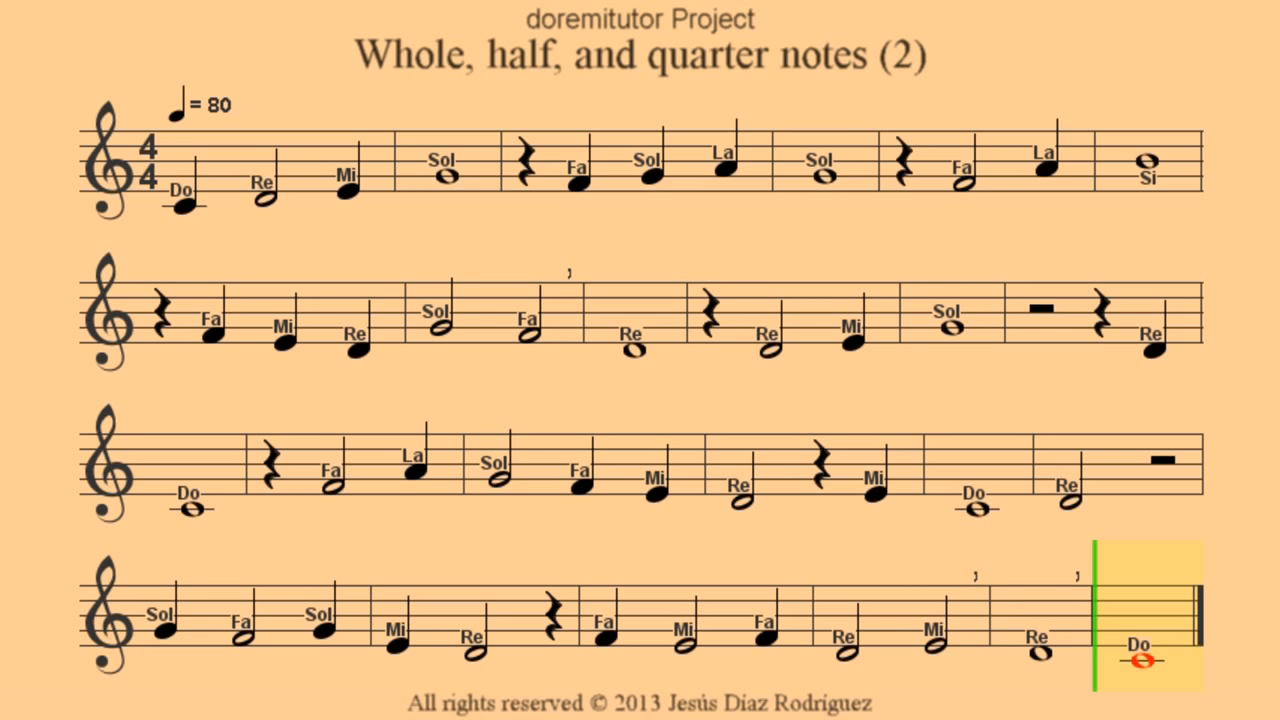 doremitutor Project
Whole, half, and quarter notes (2)
= 80
4
4
Do Re Mi Sol Fa Sol La Sol Fa La Si
Fa Mi Re Sol Fa Re Re Mi Sol Re
Do Fa La Sol Fa Mi Re Mi Do Re
Sol Fa Sol Mi Re Fa Mi Fa Re Mi Re Do
All rights reserved © 2013 Jesús Díaz Rodríguez